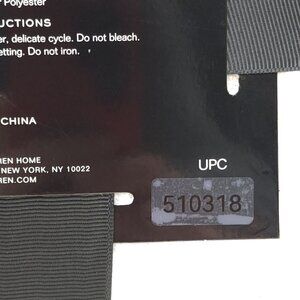 Polyester
UCTIONS
er, delicate cycle. Do not bleach.
etting. Do not iron.
CHINA
REN HOME
NEW YORK, NY 10022
REN.COM
UPC
510318